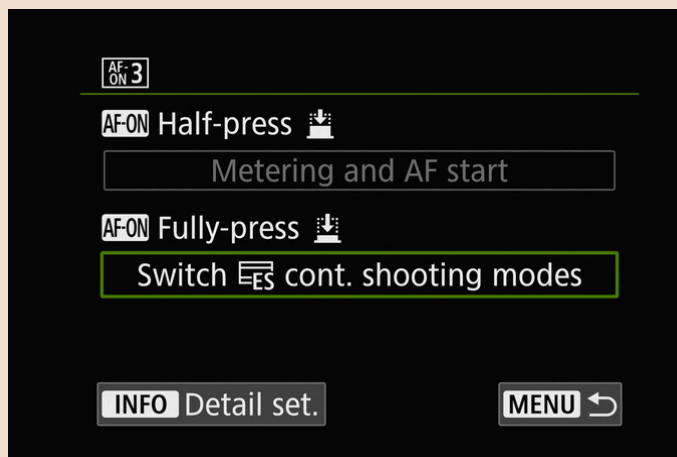 AF-ON 3
AF-ON Half-press
Metering and AF start
AF-ON Fully-press
Switch ES cont. shooting modes
INFO Detail set.
MENU